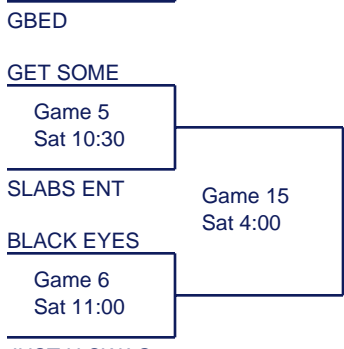 GBED
GET SOME
Game 5
Sat 10:30
SLABS ENT
Game 15
Sat 4:00
BLACK EYES
Game 6
Sat 11:00